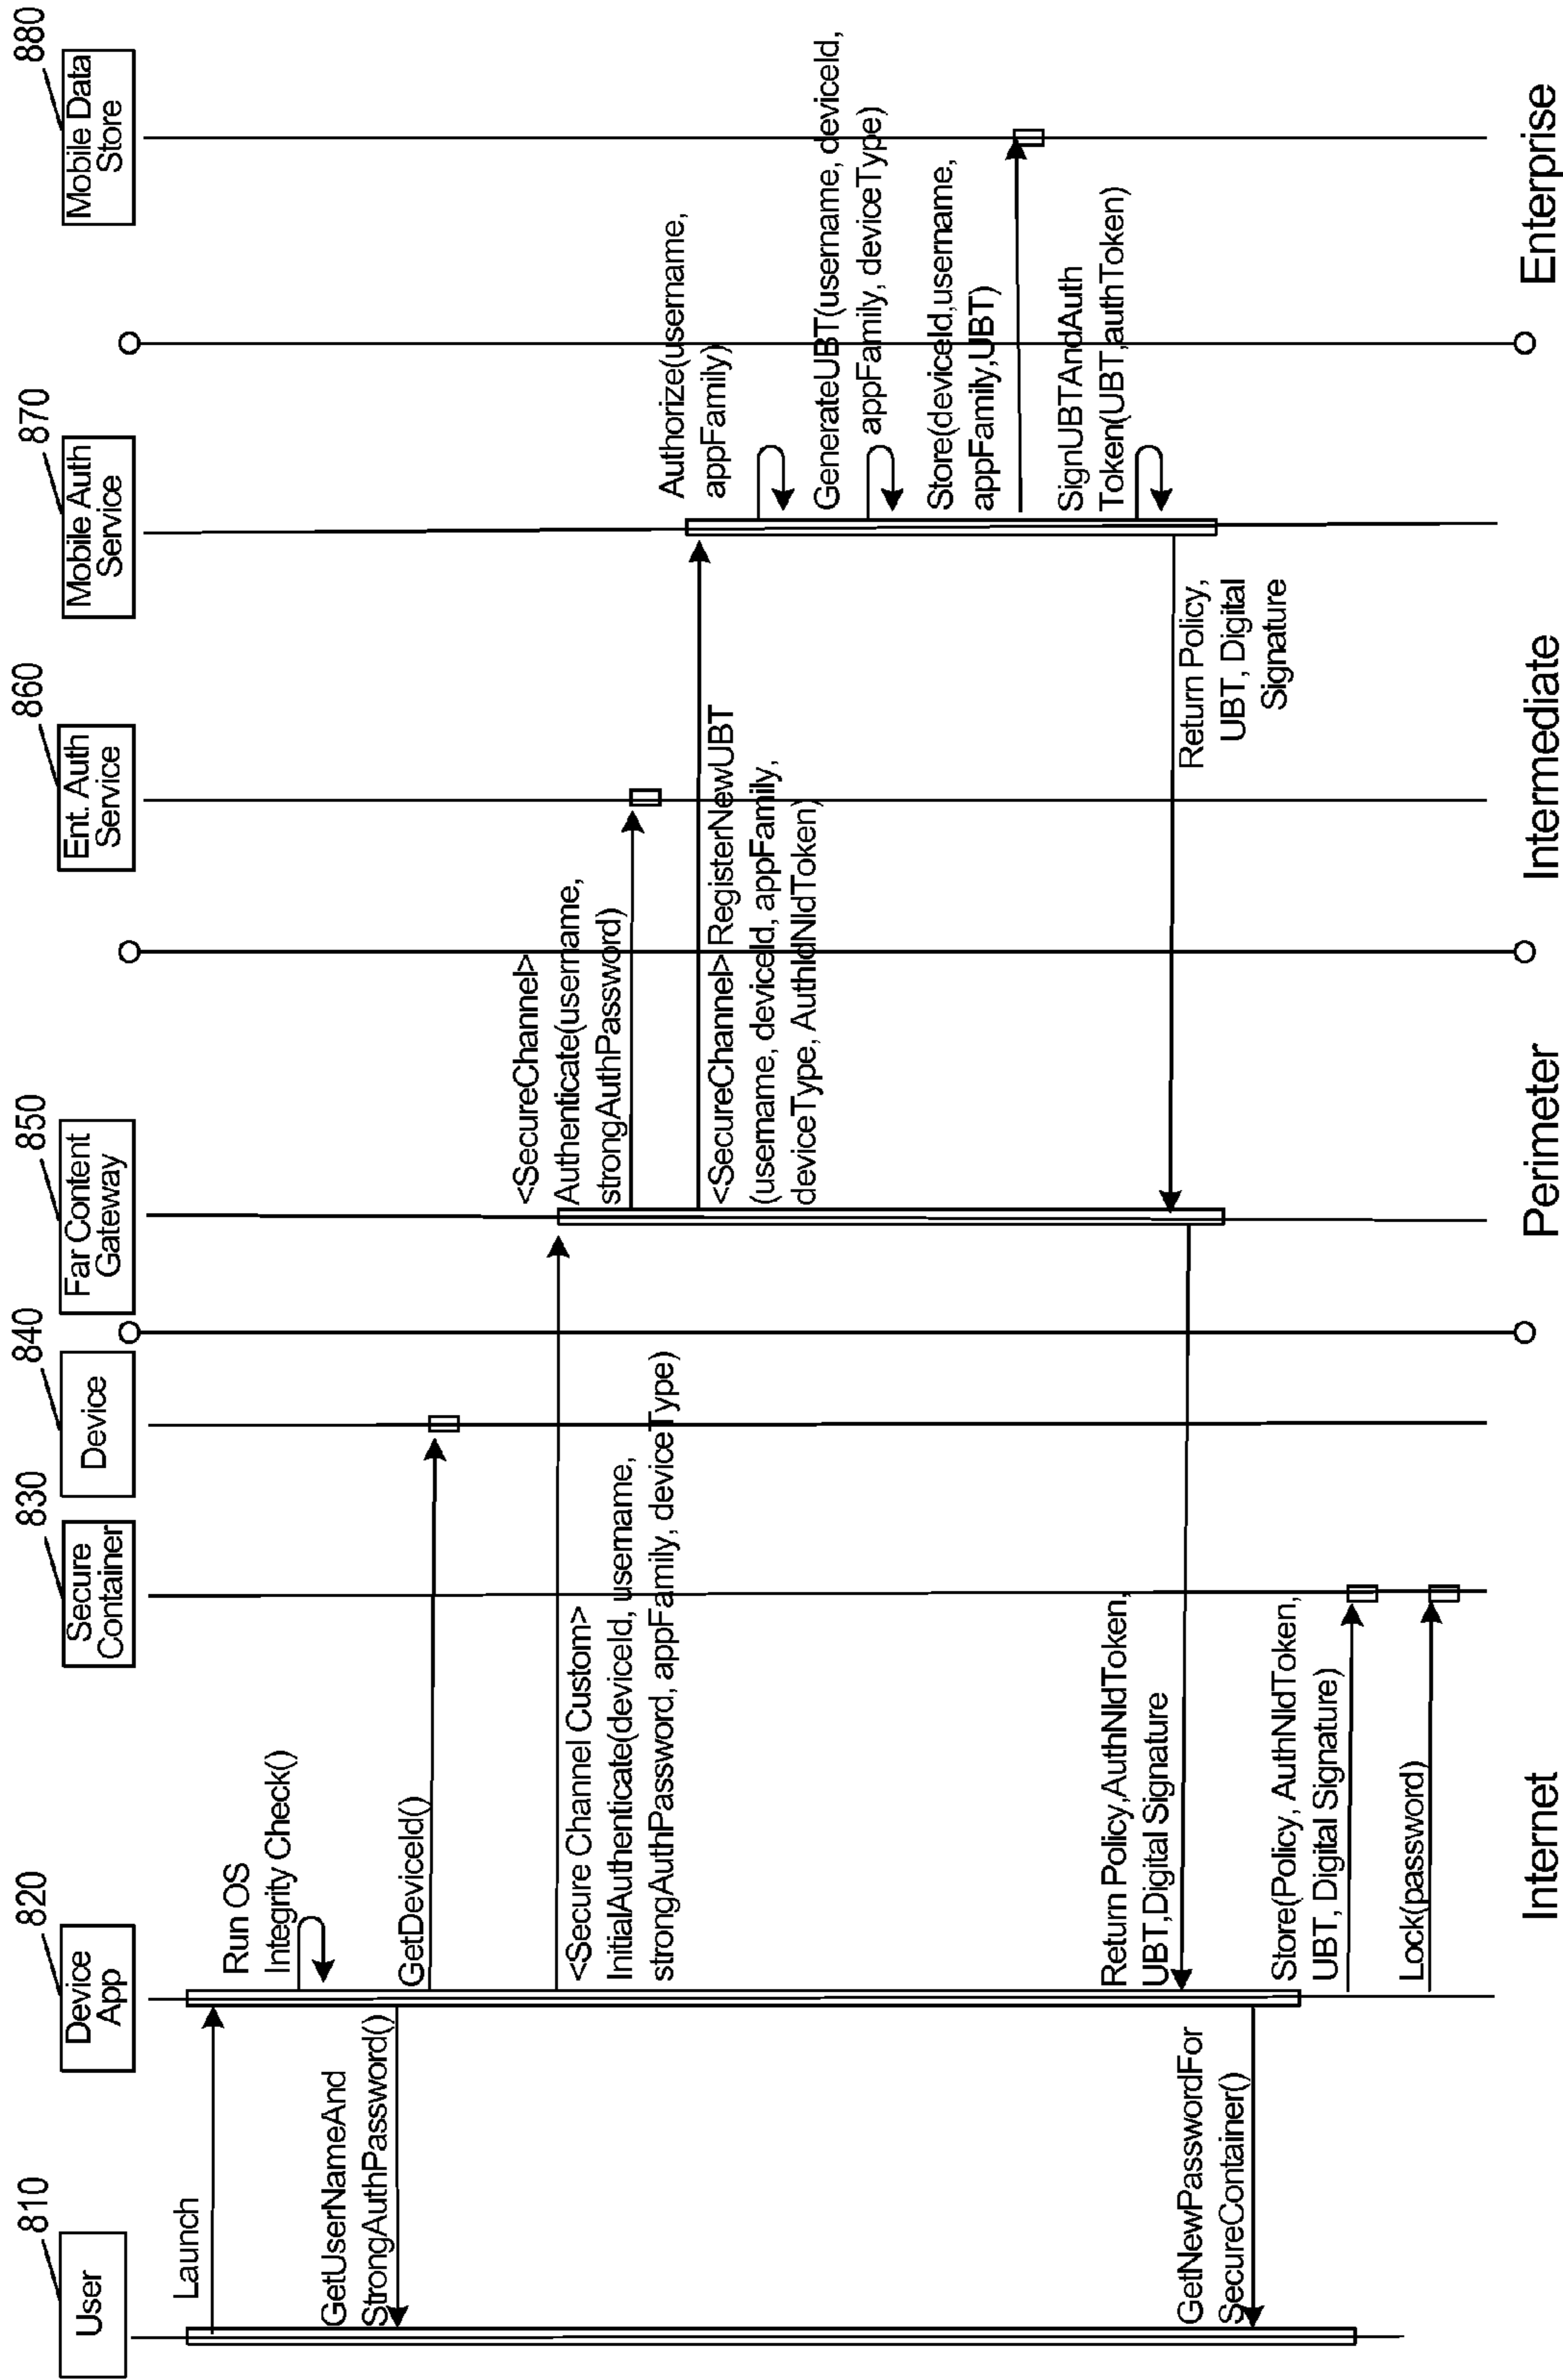 810
User
820
Device
App
830
Secure
Container
840
Device
850
Far Content
Gateway
860
Ent. Auth
Service
870
Mobile Auth
Service
880
Mobile Data
Store
Launch
Run OS
Integrity Check()
GetUserNameAnd
StrongAuthPassword()
GetDeviceId()
<Secure Channel Custom>
InitialAuthenticate(deviceId, username,
strongAuthPassword, appFamily, deviceType)
<SecureChannel>
Authenticate(username,
strongAuthPassword)
<SecureChannel> RegisterNewUBT
(username, deviceId, appFamily,
deviceType, AuthIdNIdToken)
Authorize(username,
appFamily)
GenerateUBT(username, deviceId,
appFamily, deviceType)
Store(deviceId,username,
appFamily,UBT)
SignUBTAndAuth
Token(UBT,authToken)
Return Policy,
UBT, Digital
Signature
Return Policy,AuthNIdToken,
UBT,Digital Signature
GetNewPasswordFor
SecureContainer()
Store(Policy, AuthNIdToken,
UBT, Digital Signature)
Lock(password)
Internet
Perimeter
Intermediate
Enterprise